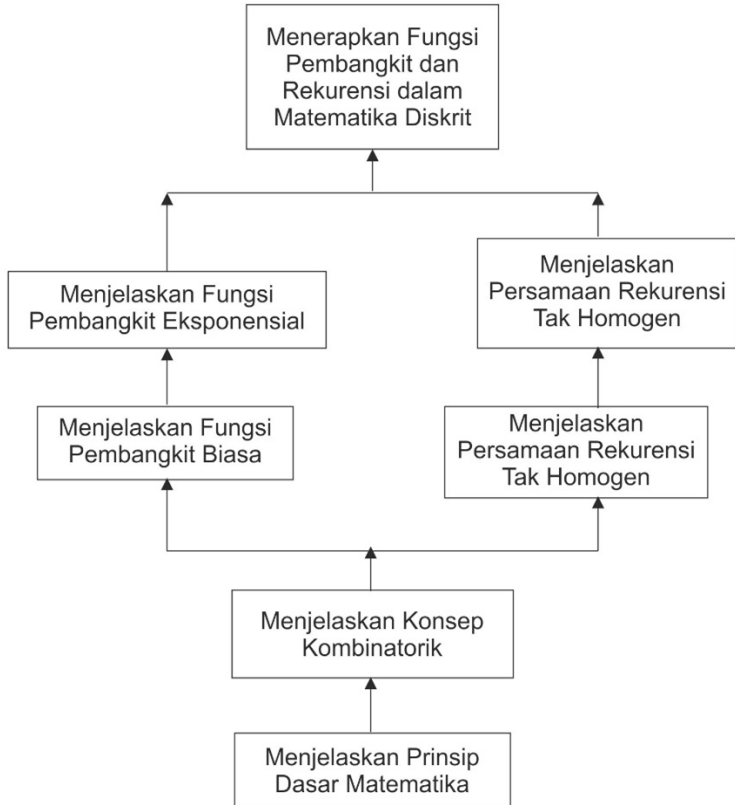 Menerapkan Fungsi
Pembangkit dan
Rekurensi dalam
Matematika Diskrit
Menjelaskan Fungsi
Pembangkit Eksponensial
Menjelaskan
Persamaan Rekurensi
Tak Homogen
Menjelaskan Fungsi
Pembangkit Biasa
Menjelaskan
Persamaan Rekurensi
Tak Homogen
Menjelaskan Konsep
Kombinatorik
Menjelaskan Prinsip
Dasar Matematika